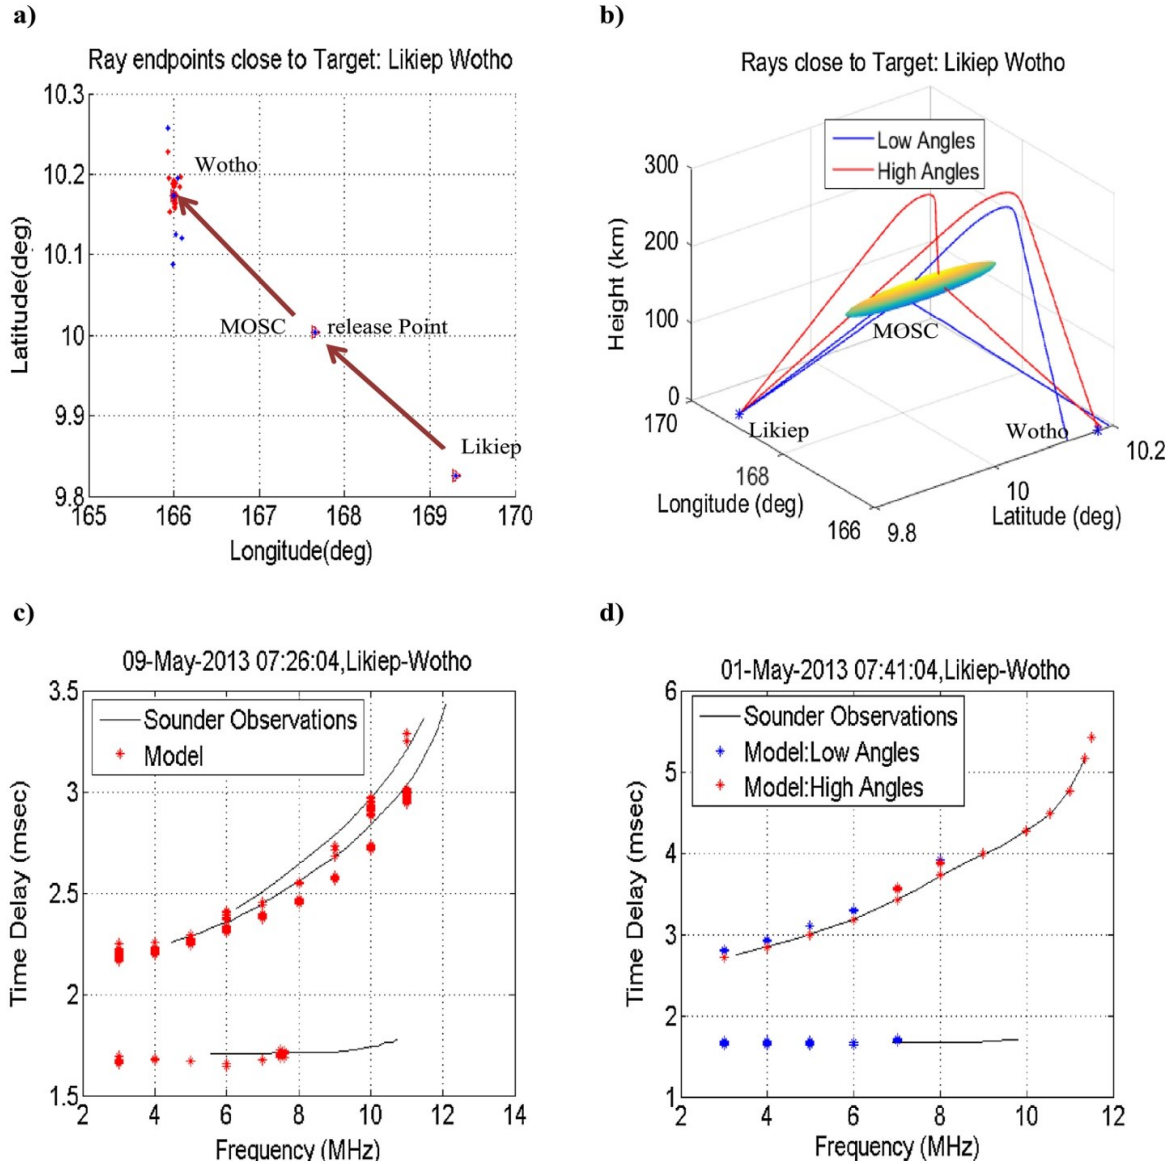 a)
Ray endpoints close to Target: Likiep Wotho
10.3
10.2
10.1
10
9.9
9.8
Latitude(deg)
Wotho
MOSC release Point
Likiep
165 166 167 168 169 170
Longitude(deg)
b)
Rays close to Target: Likiep Wotho
Low Angles
High Angles
300
200
100
0
Height (km)
MOSC
Likiep
Wotho
170
168
166
Longitude (deg)
9.8
10
10.2
Latitude (deg)
c)
09-May-2013 07:26:04,Likiep-Wotho
Sounder Observations
Model
3.5
3
2.5
2
1.5
Time Delay (msec)
2 4 6 8 10 12 14
Frequency (MHz)
d)
01-May-2013 07:41:04,Likiep-Wotho
Sounder Observations
Model:Low Angles
Model:High Angles
6
5
4
3
2
1
Time Delay (msec)
2 4 6 8 10 12
Frequency (MHz)